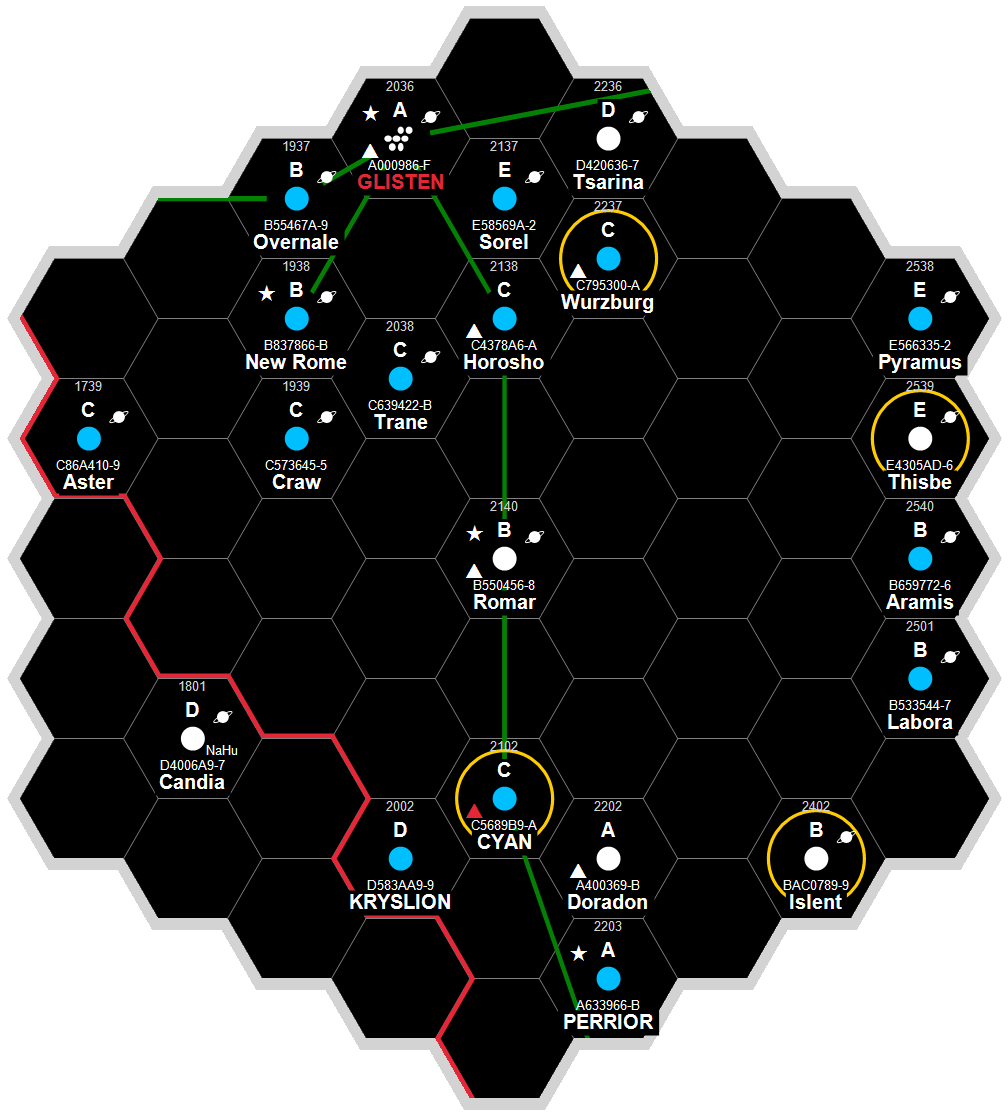 2036
A
A000986-F
GLISTEN
2236
D
D420636-7
Tsarina
1937
B
B55467A-9
Overnale
2137
E
E58569A-2
Sorel
2237
C
C795300-A
Wurzburg
1938
B
B837866-B
New Rome
2138
C
C4378A6-A
Horosho
2538
E
E566335-2
Pyramus
2038
C
C639422-B
Trane
1739
C
C86A410-9
Aster
1939
C
C573645-5
Craw
2539
E
E4305AD-6
Thisbe
2140
B
B550456-8
Romar
2540
B
B659772-6
Aramis
2501
B
B533544-7
Labora
1801
D
NaHu
D4006A9-7
Candia
2102
C
C5689B9-A
CYAN
2002
D
D583AA9-9
KRYSLION
2202
A
A400369-B
Doradon
2402
B
BAC0789-9
Islent
2203
A
A633966-B
PERRIOR